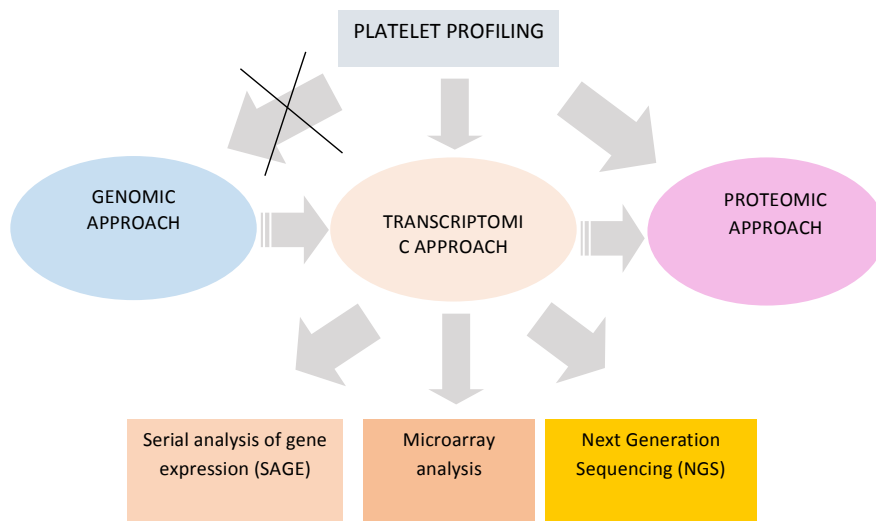 PLATELET PROFILING
GENOMIC
APPROACH
TRANSCRIPTOMI
C APPROACH
PROTEOMIC
APPROACH
Serial analysis of gene
expression (SAGE)
Microarray
analysis
Next Generation
Sequencing (NGS)